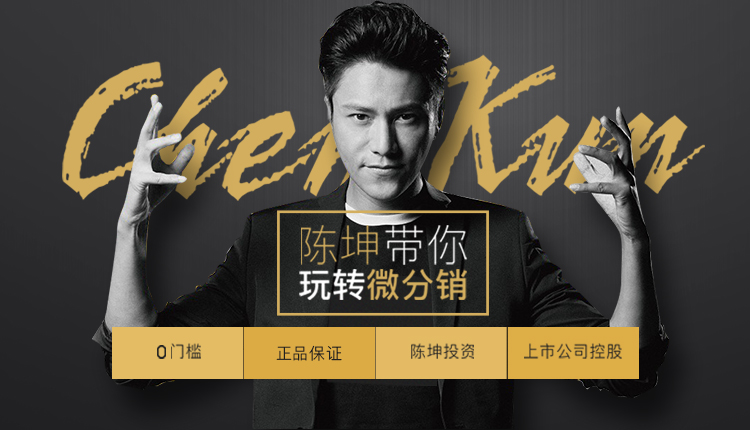 Chen Kun
陈坤带你
玩转微分销
0门槛
正品保证
陈坤投资
上市公司控股